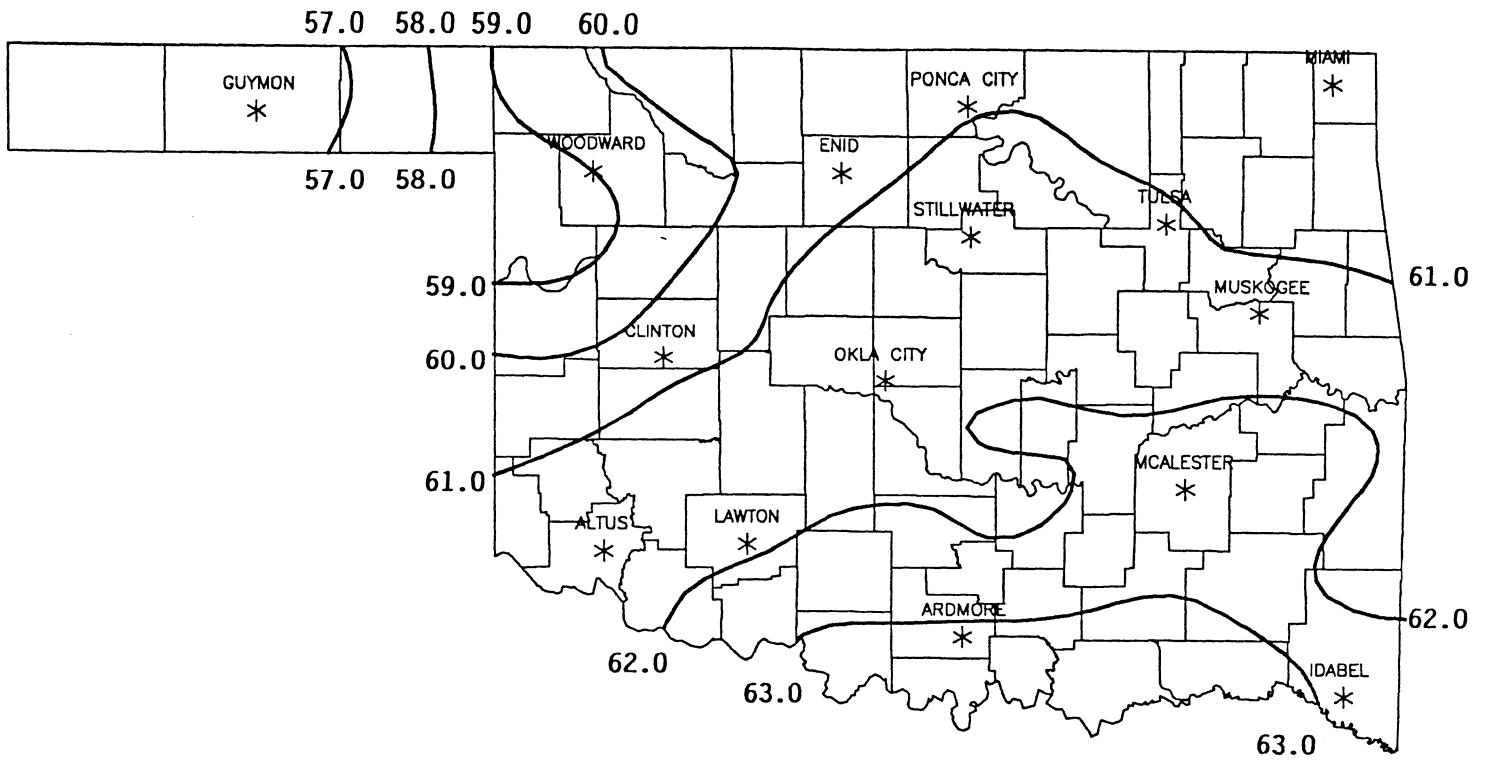 57.0 58.0 59.0 60.0
MIAMI
GUYMON
PONCA CITY
WOODWARD
ENID
57.0 58.0
TULSA
STILLWATER
59.0
61.0
MUSKOGEE
CLINTON
60.0
OKLA CITY
MCALESTER
61.0
ALTUS
LAWTON
ARDMORE
62.0
62.0
IDABEL
63.0
63.0